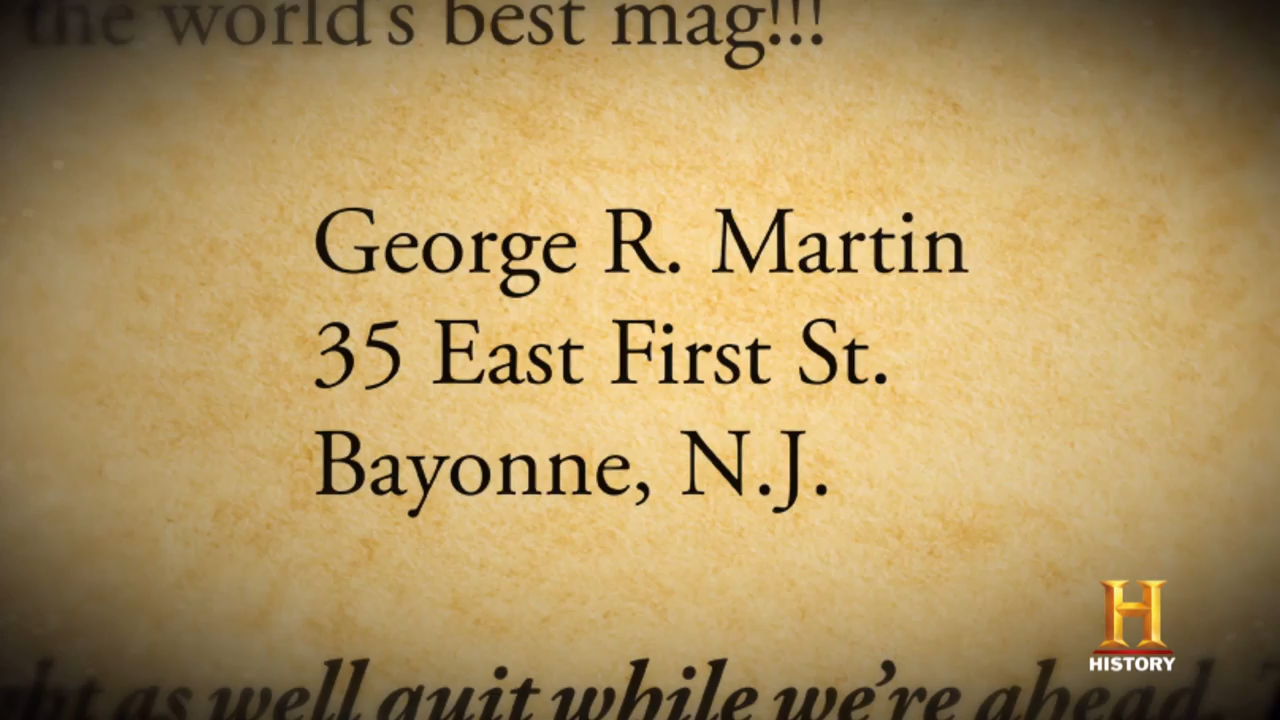 the world's best mag!!!
George R. Martin
35 East First St.
Bayonne, N.J.
H
HISTORY
as well quit while we're ahead.